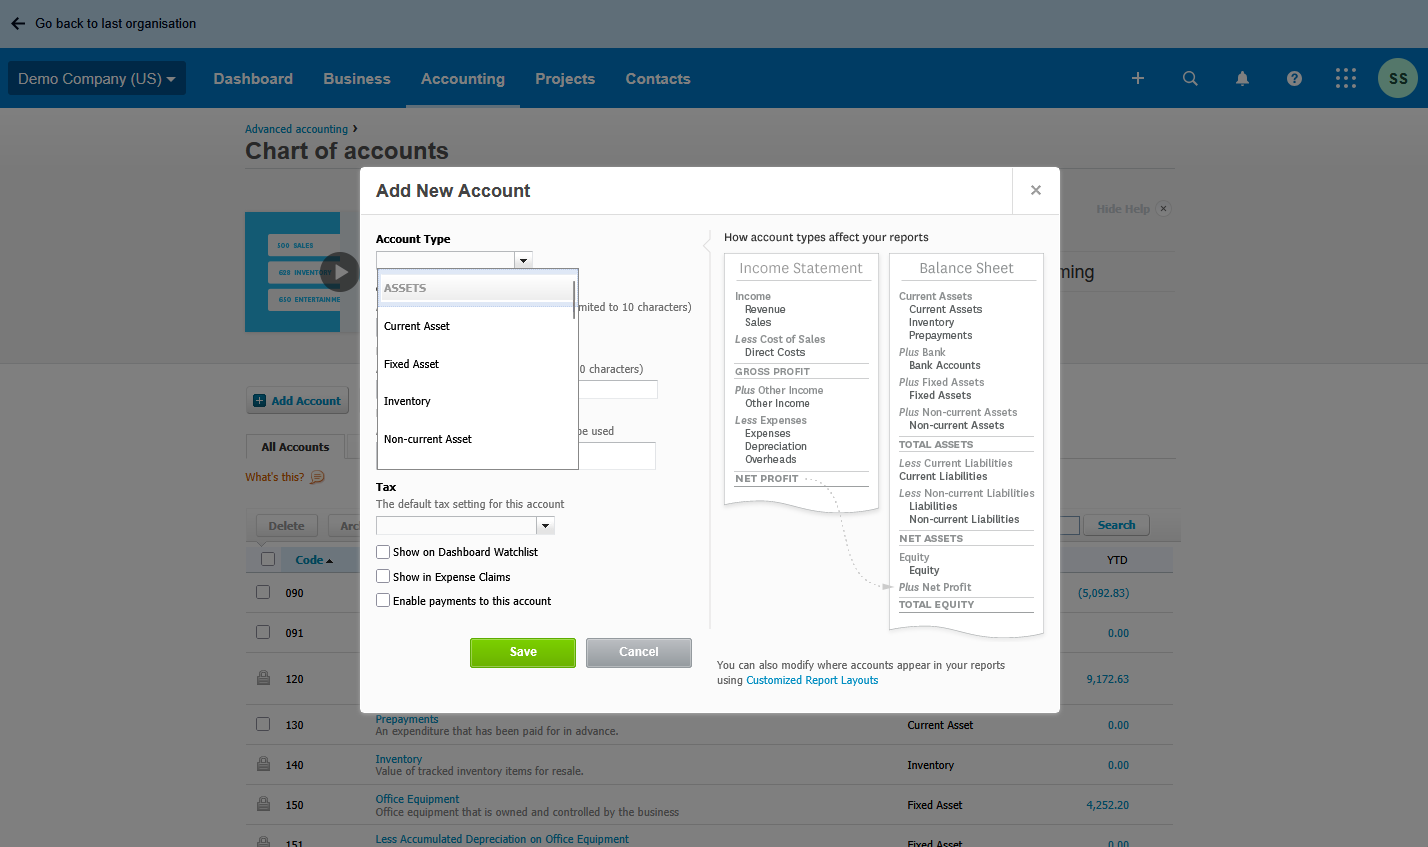 Go back to last organisation
Demo Company (US)
Dashboard
Business
Accounting
Projects
Contacts
SS
Advanced accounting
Chart of accounts
Hide Help
500 SALES
INVENTORY
ENTERTAINME
ming
Add New Account
Account Type
ASSETS
Current Asset
Fixed Asset
Inventory
Non-current Asset
mited to 10 characters)
0 characters)
be used
Tax
The default tax setting for this account
Show on Dashboard Watchlist
Show in Expense Claims
Enable payments to this account
Save
Cancel
How account types affect your reports
Income Statement
Income
Revenue
Sales
Less Cost of Sales
Direct Costs
GROSS PROFIT
Plus Other Income
Other Income
Less Expenses
Expenses
Depreciation
Overheads
NET PROFIT
Balance Sheet
Current Assets
Current Assets
Inventory
Prepayments
Plus Bank
Bank Accounts
Plus Fixed Assets
Fixed Assets
Plus Non-current Assets
Non-current Assets
TOTAL ASSETS
Less Current Liabilities
Current Liabilities
Less Non-current Liabilities
Liabilities
Non-current Liabilities
NET ASSETS
Equity
Equity
Plus Net Profit
TOTAL EQUITY
You can also modify where accounts appear in your reports
using Customized Report Layouts
Add Account
All Accounts
What's this?
Delete
Arc
Search
Code
YTD
090
(5,092.83)
091
0.00
120
9,172.63
130
Prepayments
An expenditure that has been paid for in advance.
Current Asset
0.00
140
Inventory
Value of tracked inventory items for resale.
Inventory
0.00
150
Office Equipment
Office equipment that is owned and controlled by the business
Fixed Asset
4,252.20
151
Less Accumulated Depreciation on Office Equipment
Fixed Asset
0.00